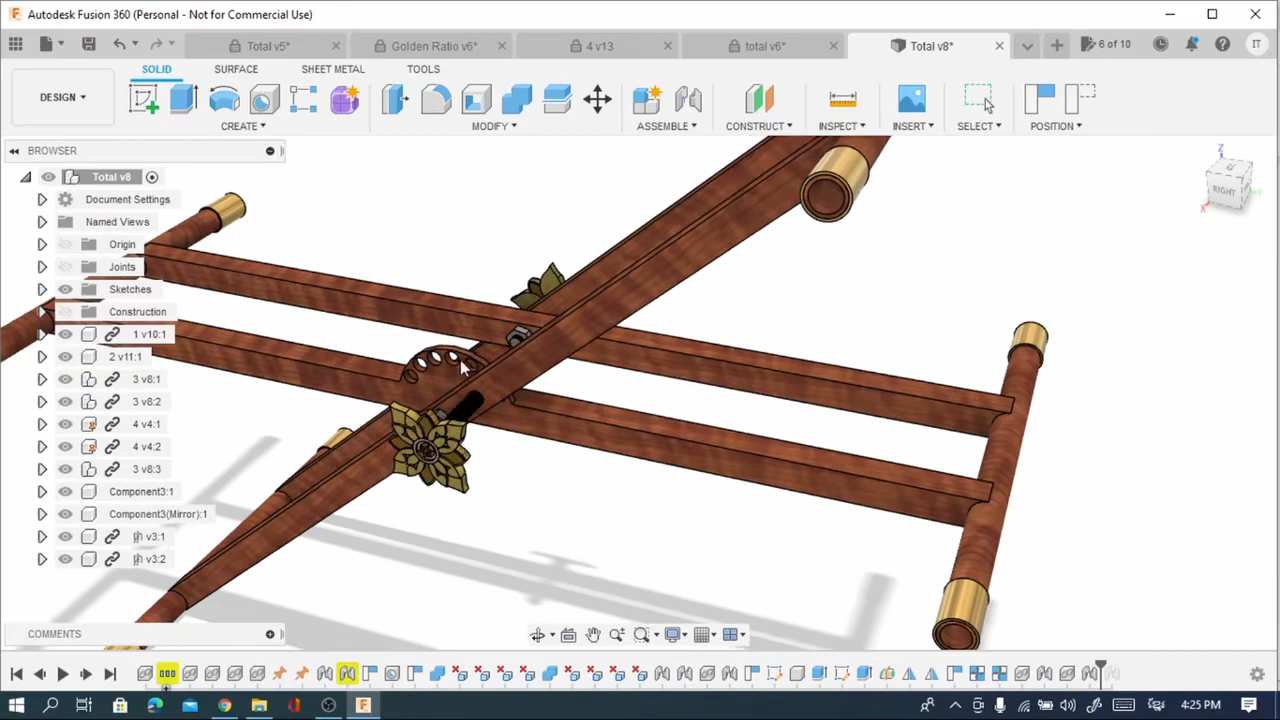 Autodesk Fusion 360 (Personal - Not for Commercial Use)
Total v5*
Golden Ratio v6*
4 v13
total v6*
Total v8*
6 of 10
IT
SOLID
SURFACE
SHEET METAL
TOOLS
DESIGN
CREATE
MODIFY
ASSEMBLE
CONSTRUCT
INSPECT
INSERT
SELECT
POSITION
BROWSER
Total v8
Document Settings
Named Views
Origin
Joints
Sketches
Construction
1 v10:1
2 v11:1
3 v8:1
3 v8:2
4 v4:1
4 v4:2
3 v8:3
Component3:1
Component3(Mirror):1
v3:1
v3:2
Z
RIGHT
X
COMMENTS
4:25 PM